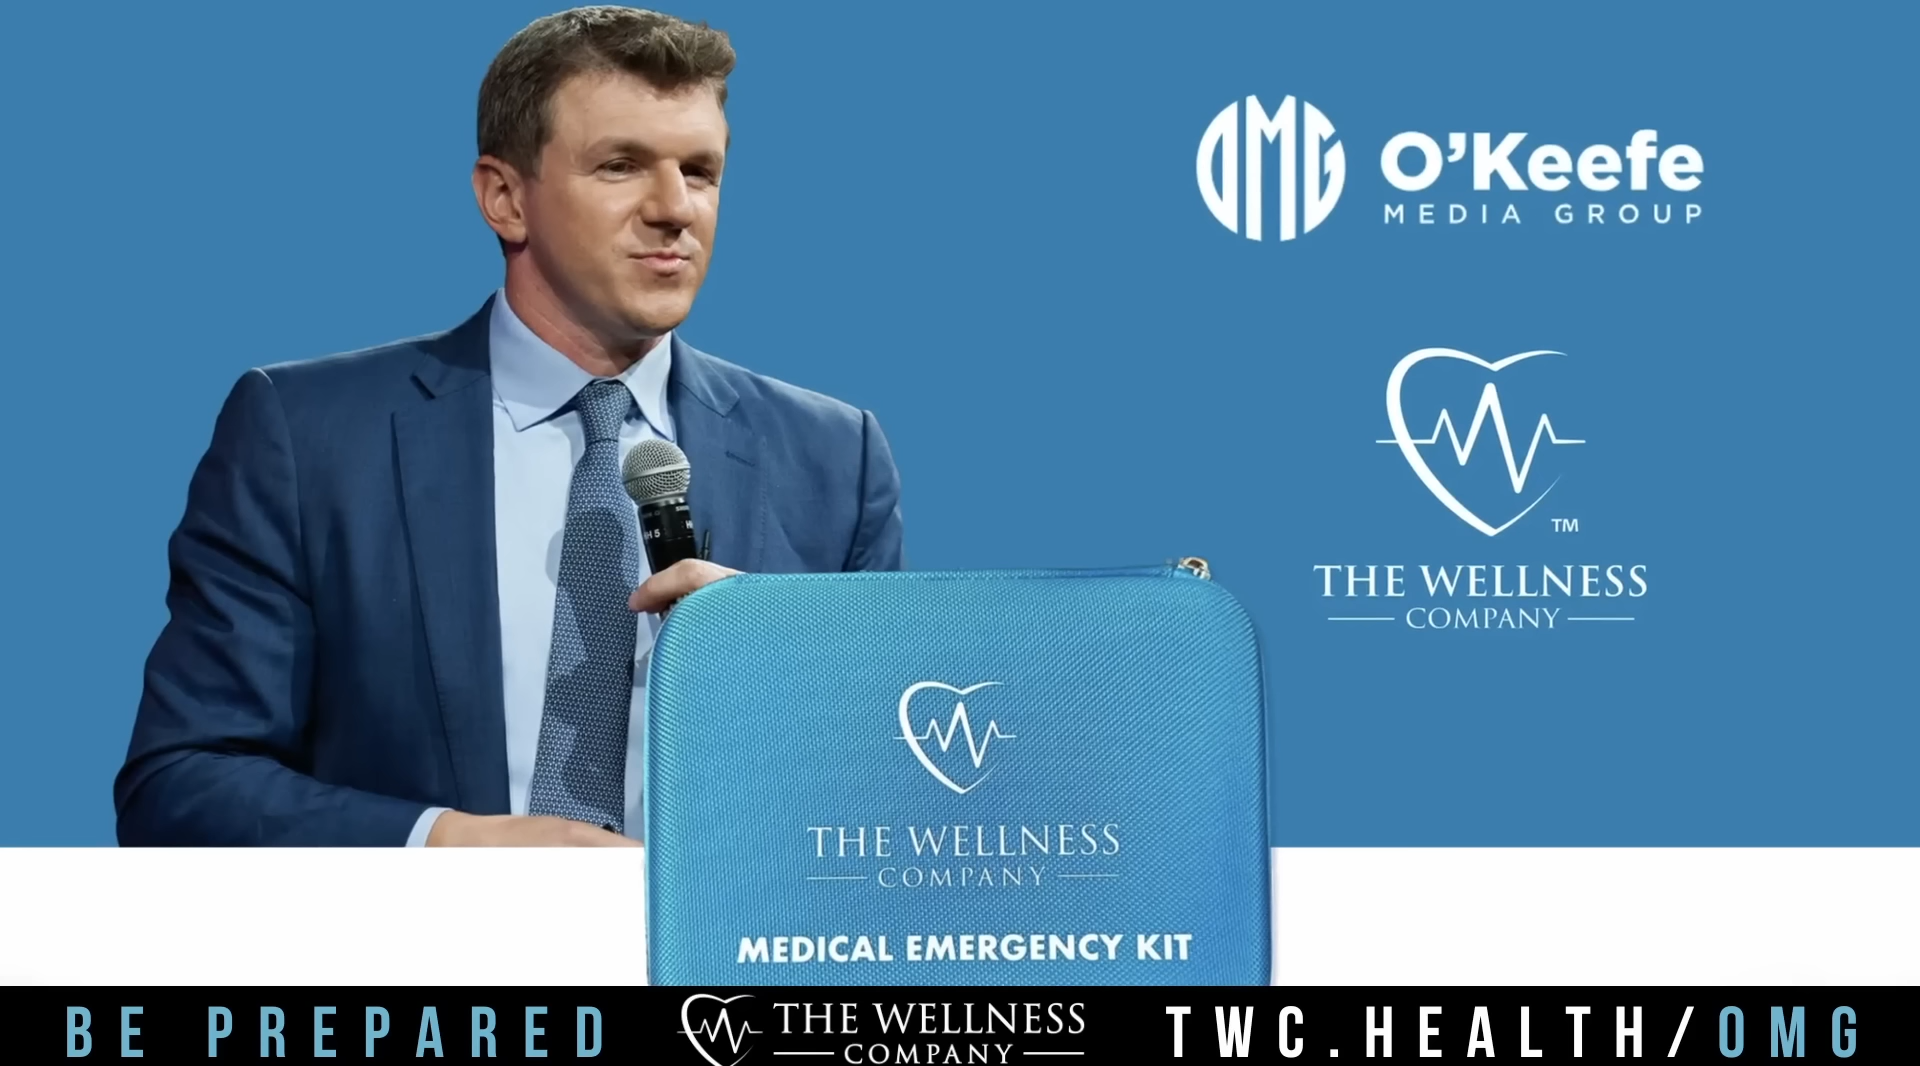 OMG
O'Keefe
MEDIA GROUP
TM
THE WELLNESS
COMPANY
THE WELLNESS
COMPANY
MEDICAL EMERGENCY KIT
BE PREPARED
THE WELLNESS
COMPANY
TWC.HEALTH/OMG